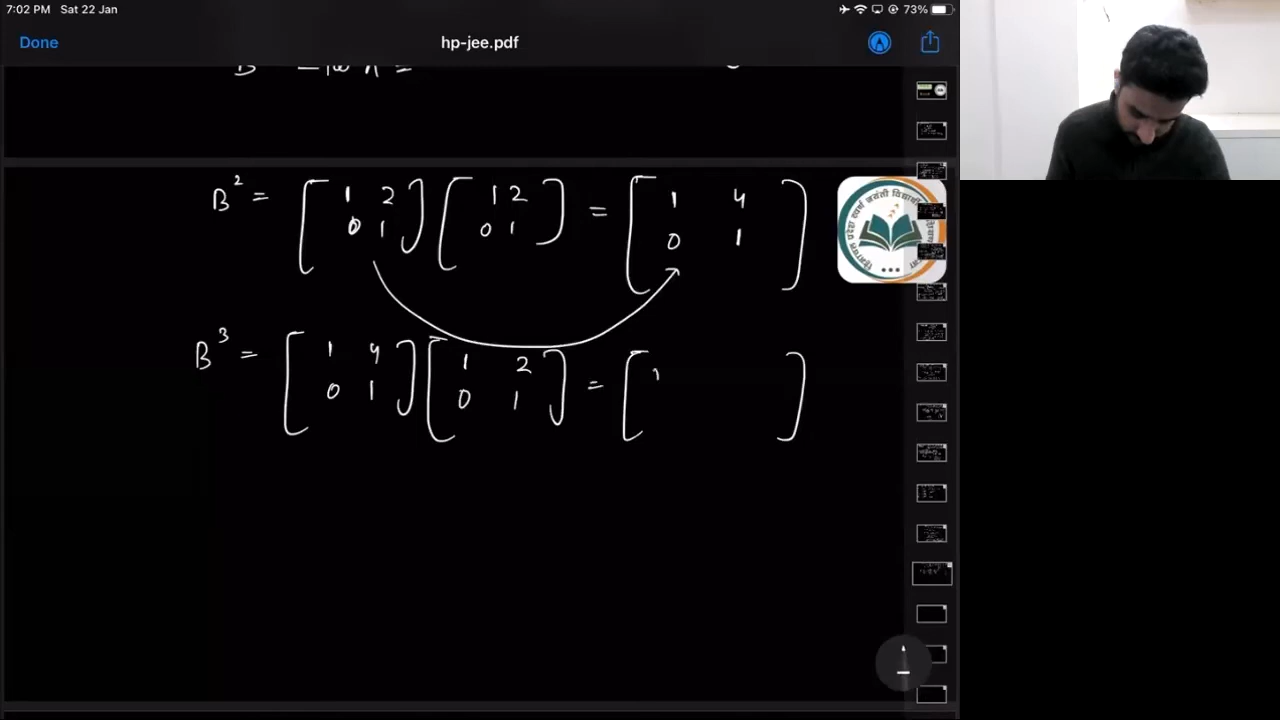 7:02 PM Sat 22 Jan
73%
Done
hp-jee.pdf
B² = [ 1 2 ] [ 1 2 ] = [ 1 4 ]
0 1 0 1 0 1
B³ = [ 1 4 ] [ 1 2 ] = [ 1 ]
0 1 0 1